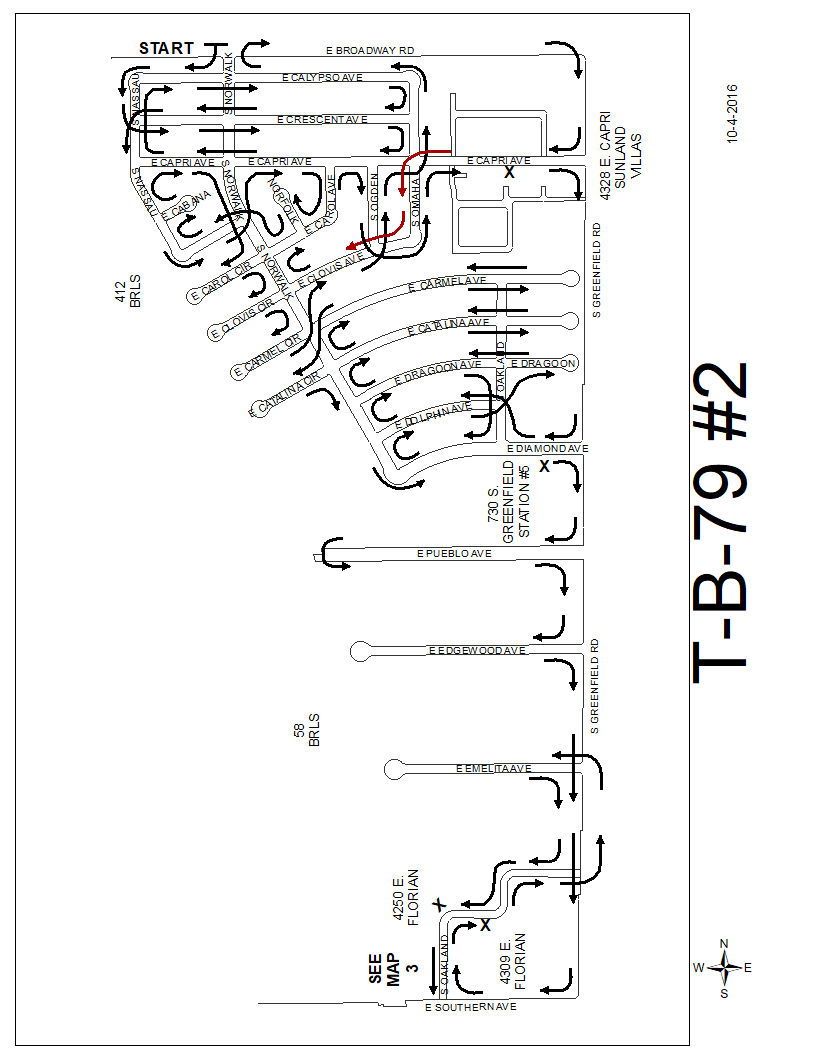 START
E BROADWAY RD
S NORWALK
E CALYPSO AVE
S NASSAU
E CRESCENT AVE
E CAPRI AVE
E CAPRI AVE
E CAPRI AVE
X
4328 E. CAPRI
SUNLAND
VILLAS
10-4-2016
S NASSAU
S NORWALK
NORFOLK
E CAROL AVE
S OGDEN
S OMAHA
E CABANA
S GREENFIELD RD
412
BRLS
E CAROL CIR
S NORWALK
E CLOVIS AVE
E CARMEL AVE
E CLOVIS CIR
E CATALINA AVE
E CARMEL CIR
S OAKLAND
E DRAGOON AVE
E DRAGOON
E CATALINA CIR
E DOLPHIN AVE
E DIAMOND AVE
X
730 S.
GREENFIELD
STATION #5
T-B-79 #2
E PUEBLO AVE
E EDGEWOOD AVE
S GREENFIELD RD
58
BRLS
E EMELITA AVE
4250 E.
FLORIAN
X
X
4309 E.
FLORIAN
S OAKLAND
SEE
MAP
3
E SOUTHERN AVE
N
W
E
S